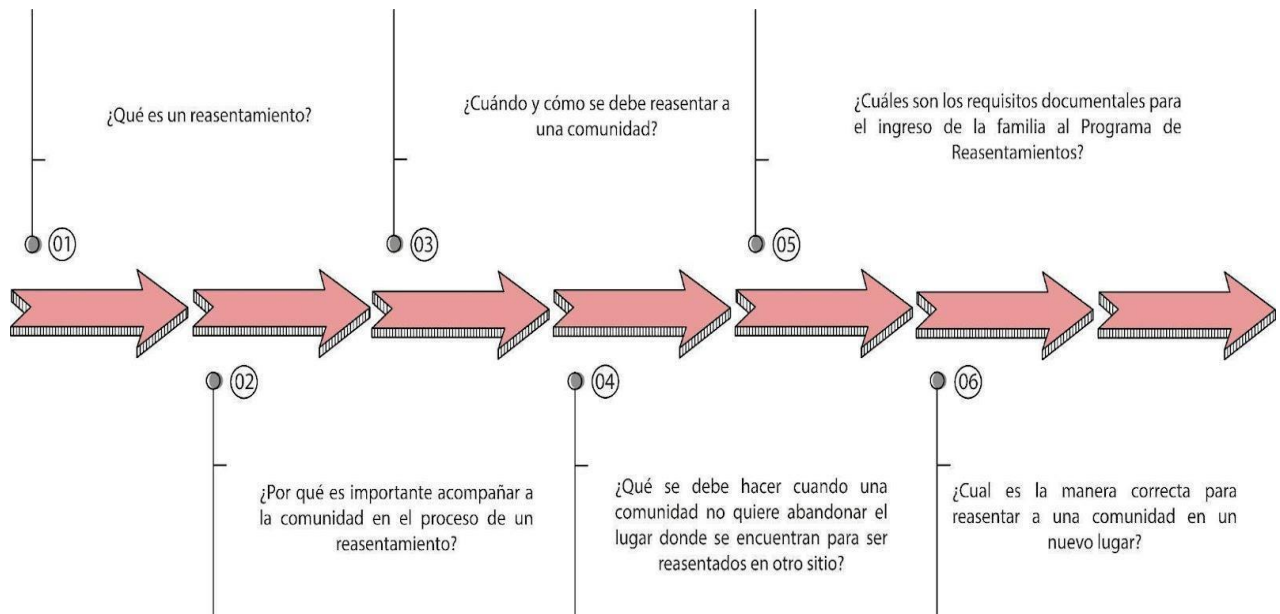 01
¿Qué es un reasentamiento?
02
¿Por qué es importante acompañar a
la comunidad en el proceso de un
reasentamiento?
03
¿Cuándo y cómo se debe reasentar a
una comunidad?
04
¿Qué se debe hacer cuando una
comunidad no quiere abandonar el
lugar donde se encuentran para ser
reasentados en otro sitio?
05
¿Cuáles son los requisitos documentales para
el ingreso de la familia al Programa de
Reasentamientos?
06
¿Cual es la manera correcta para
reasentar a una comunidad en un
nuevo lugar?